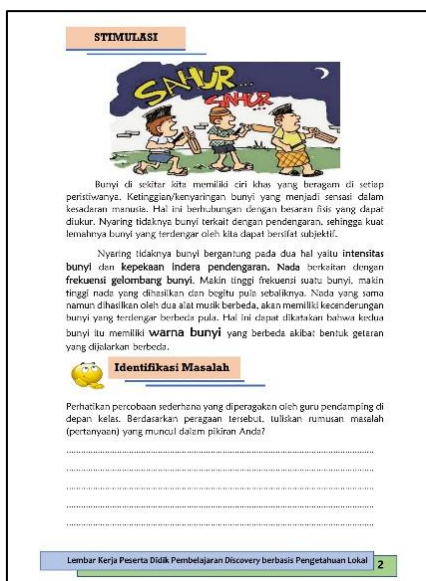 STIMULASI
SAHUR...
SAHUR...
Bunyi di sekitar kita memiliki ciri khas yang beragam di setiap
peristiwanya. Ketinggian/kenyaringan bunyi yang menjadi sensasi dalam
kesadaran manusia. Hal ini berhubungan dengan besaran fisis yang dapat
diukur. Nyaring tidaknya bunyi terkait dengan pendengaran, sehingga kuat
lemahnya bunyi yang terdengar oleh kita dapat bersifat subjektif.
Nyaring tidaknya bunyi bergantung pada dua hal yaitu intensitas
bunyi dan kepekaan indera pendengaran. Nada berkaitan dengan
frekuensi gelombang bunyi. Makin tinggi frekuensi suatu bunyi, makin
tinggi nada yang dihasilkan dan begitu pula sebaliknya. Nada yang sama
namun dihasilkan oleh dua alat musik berbeda, akan memiliki kecenderungan
bunyi yang terdengar berbeda pula. Hal ini dapat dikatakan bahwa kedua
bunyi itu memiliki warna bunyi yang berbeda akibat bentuk getaran
yang dijalarkan berbeda.
Identifikasi Masalah
Perhatikan percobaan sederhana yang diperagakan oleh guru pendamping di
depan kelas. Berdasarkan peragaan tersebut, tuliskan rumusan masalah
(pertanyaan) yang muncul dalam pikiran Anda?
Lembar Kerja Peserta Didik Pembelajaran Discovery berbasis Pengetahuan Lokal 2